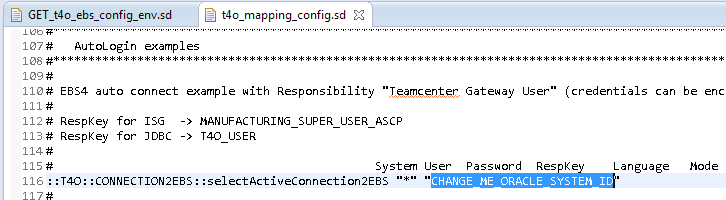 GET_t4o_ebs_config_env.sd t4o_mapping_config.sd
107 # AutoLogin examples
108 #*******************************************************************************
109 #
110 # EBS4 auto connect example with Responsibility "Teamcenter Gateway User" (credentials can be enc
111 #
112 # RespKey for ISG -> MANUFACTURING_SUPER_USER_ASCP
113 # RespKey for JDBC -> T4O_USER
114 #
115 # System User Password RespKey Language Mode
116 ::T4O::CONNECTION2EBS::selectActiveConnection2EBS "*" "CHANGE_ME_ORACLE_SYSTEM_ID"
117 #